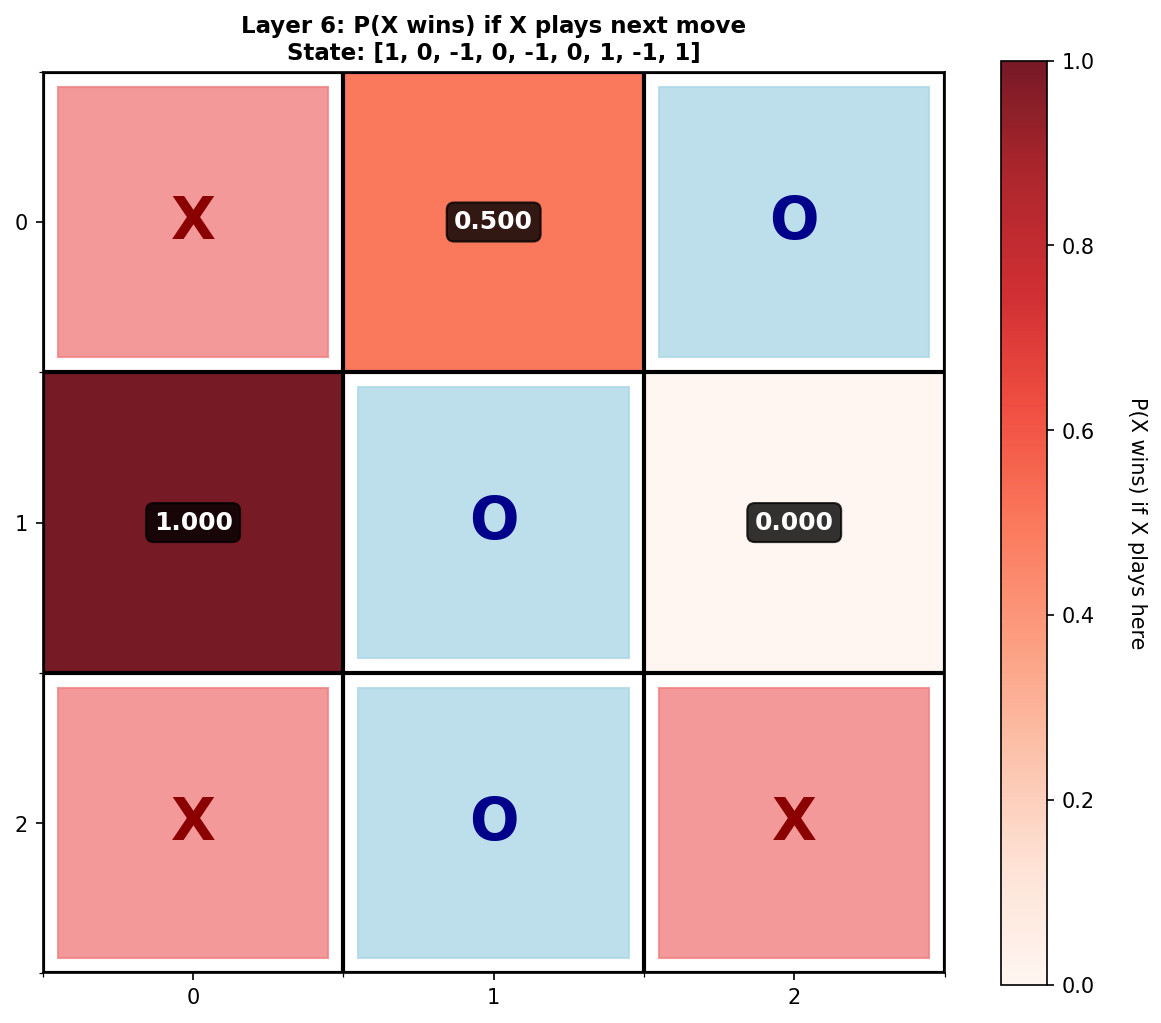 Layer 6: P(X wins) if X plays next move
State: [1, 0, -1, 0, -1, 0, 1, -1, 1]
0
X
0.500
O
1
1.000
O
0.000
2
X
O
X
0
1
2
1.0
0.8
0.6
0.4
0.2
0.0
P(X wins) if X plays here